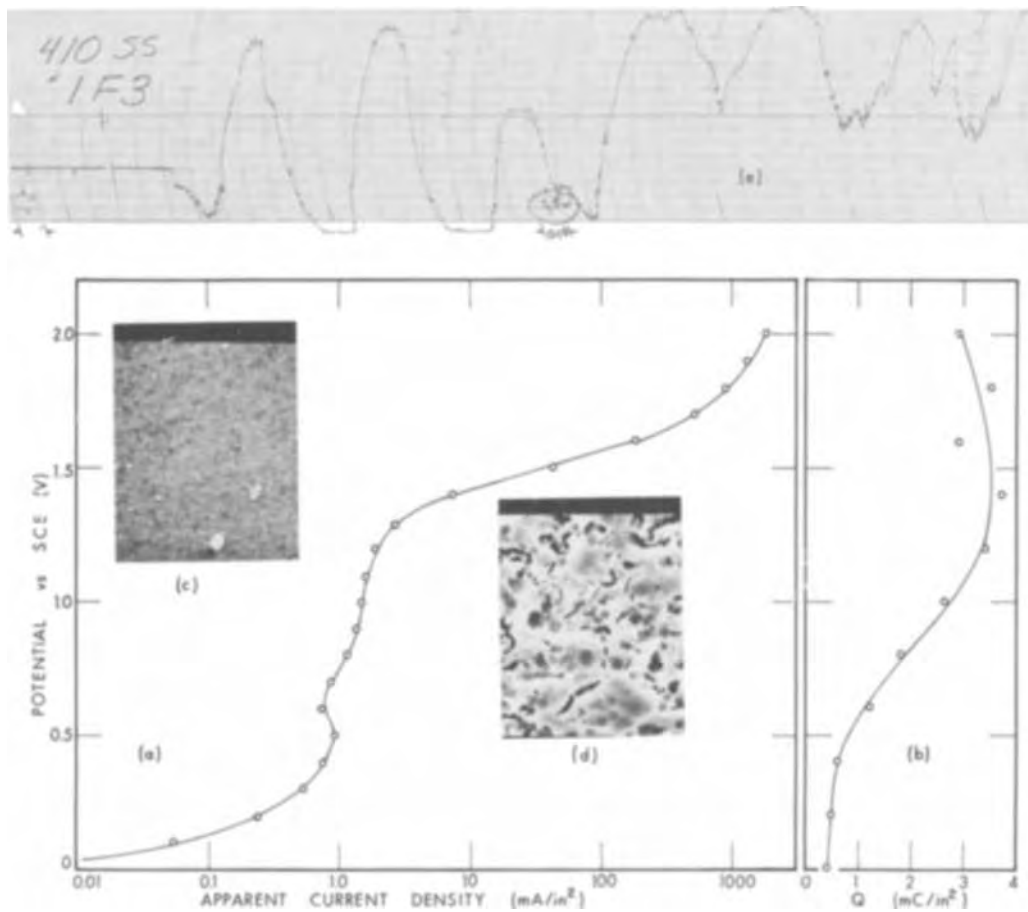 410 SS
1F3
(e)
2.0
1.5
1.0
0.5
0
POTENTIAL vs SCE (V)
(c)
(a)
(d)
0.01 0.1 1.0 10 100 1000
APPARENT CURRENT DENSITY (mA/in²)
(b)
0 1 2 3 4
Q (mC/in²)